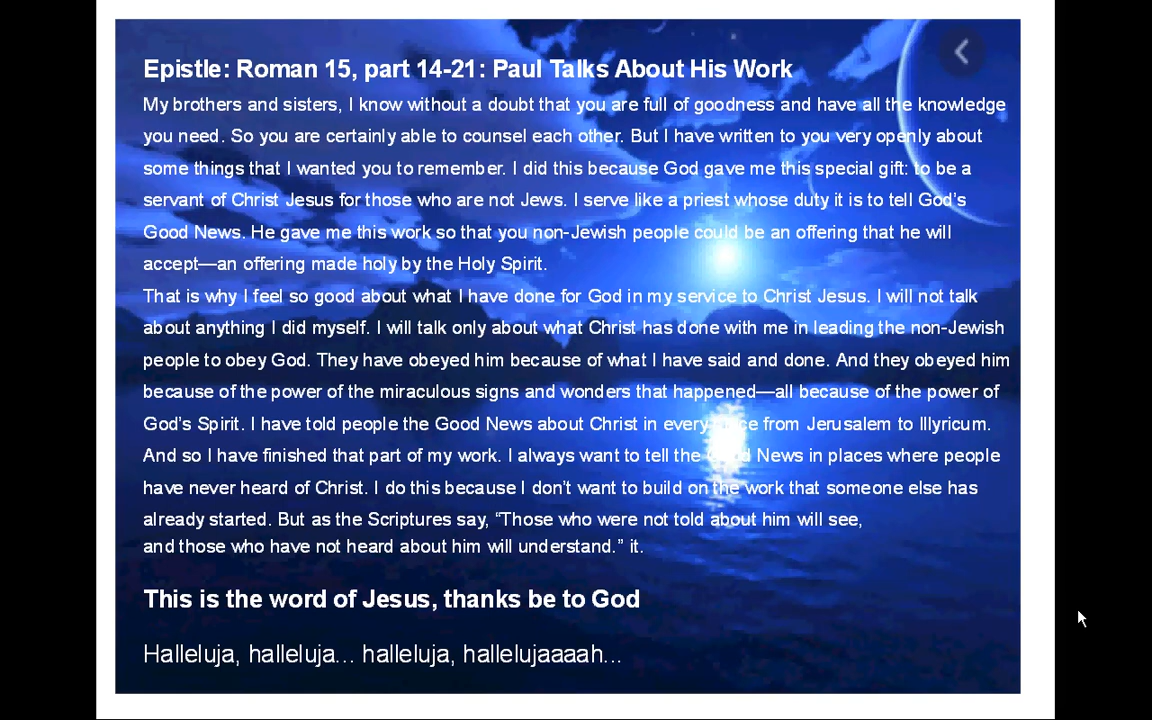 Epistle: Roman 15, part 14-21: Paul Talks About His Work
My brothers and sisters, I know without a doubt that you are full of goodness and have all the knowledge
you need. So you are certainly able to counsel each other. But I have written to you very openly about
some things that I wanted you to remember. I did this because God gave me this special gift: to be a
servant of Christ Jesus for those who are not Jews. I serve like a priest whose duty it is to tell God's
Good News. He gave me this work so that you non-Jewish people could be an offering that he will
accept—an offering made holy by the Holy Spirit.
That is why I feel so good about what I have done for God in my service to Christ Jesus. I will not talk
about anything I did myself. I will talk only about what Christ has done with me in leading the non-Jewish
people to obey God. They have obeyed him because of what I have said and done. And they obeyed him
because of the power of the miraculous signs and wonders that happened—all because of the power of
God's Spirit. I have told people the Good News about Christ in every from Jerusalem to Illyricum.
And so I have finished that part of my work. I always want to tell the Good News in places where people
have never heard of Christ. I do this because I don't want to build on the work that someone else has
already started. But as the Scriptures say, “Those who were not told about him will see,
and those who have not heard about him will understand.” it.
This is the word of Jesus, thanks be to God
Halleluja, halleluja... halleluja, hallelujaaaah...